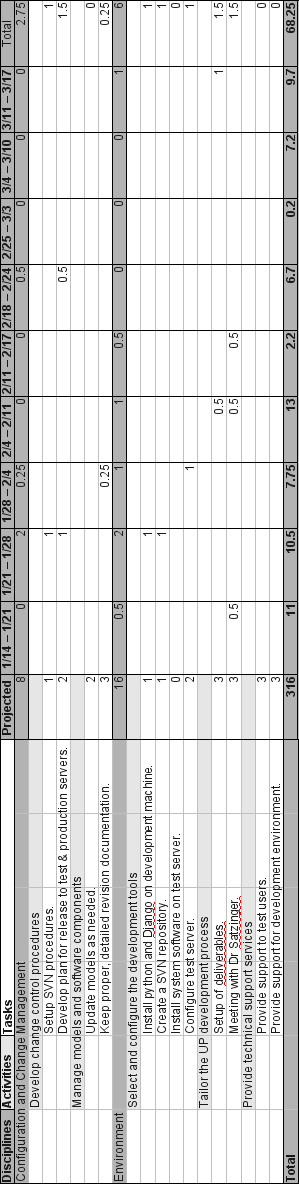 Disciplines Activities Tasks Projected 1/14 – 1/21 1/21 – 1/28 1/28 – 2/4 2/4 – 2/11 2/11 – 2/17 2/18 – 2/24 2/25 – 3/3 3/4 – 3/10 3/11 – 3/17 Total
Configuration and Change Management 8 0 2 0.25 0 0 0.5 0 0 0 2.75
Develop change control procedures
Setup SVN procedures. 1 1 1
Develop plan for release to test & production servers. 2 1 0.5 1.5
Manage models and software components
Update models as needed. 2 0
Keep proper, detailed revision documentation. 3 0.25 0.25
Environment 16 0.5 2 1 1 0.5 0 0 0 1 6
Select and configure the development tools
Install python and Django on development machine. 1 1 1
Create a SVN repository. 1 1 1
Install system software on test server. 0 0
Configure test server. 2 1 1
Tailor the UP development process
Setup of deliverables. 3 0.5 1 1.5
Meeting with Dr Satzinger. 3 0.5 0.5 0.5 1.5
Provide technical support services
Provide support to test users. 3 0
Provide support for development environment. 3 0
Total 316 11 10.5 7.75 13 2.2 6.7 0.2 7.2 9.7 68.25